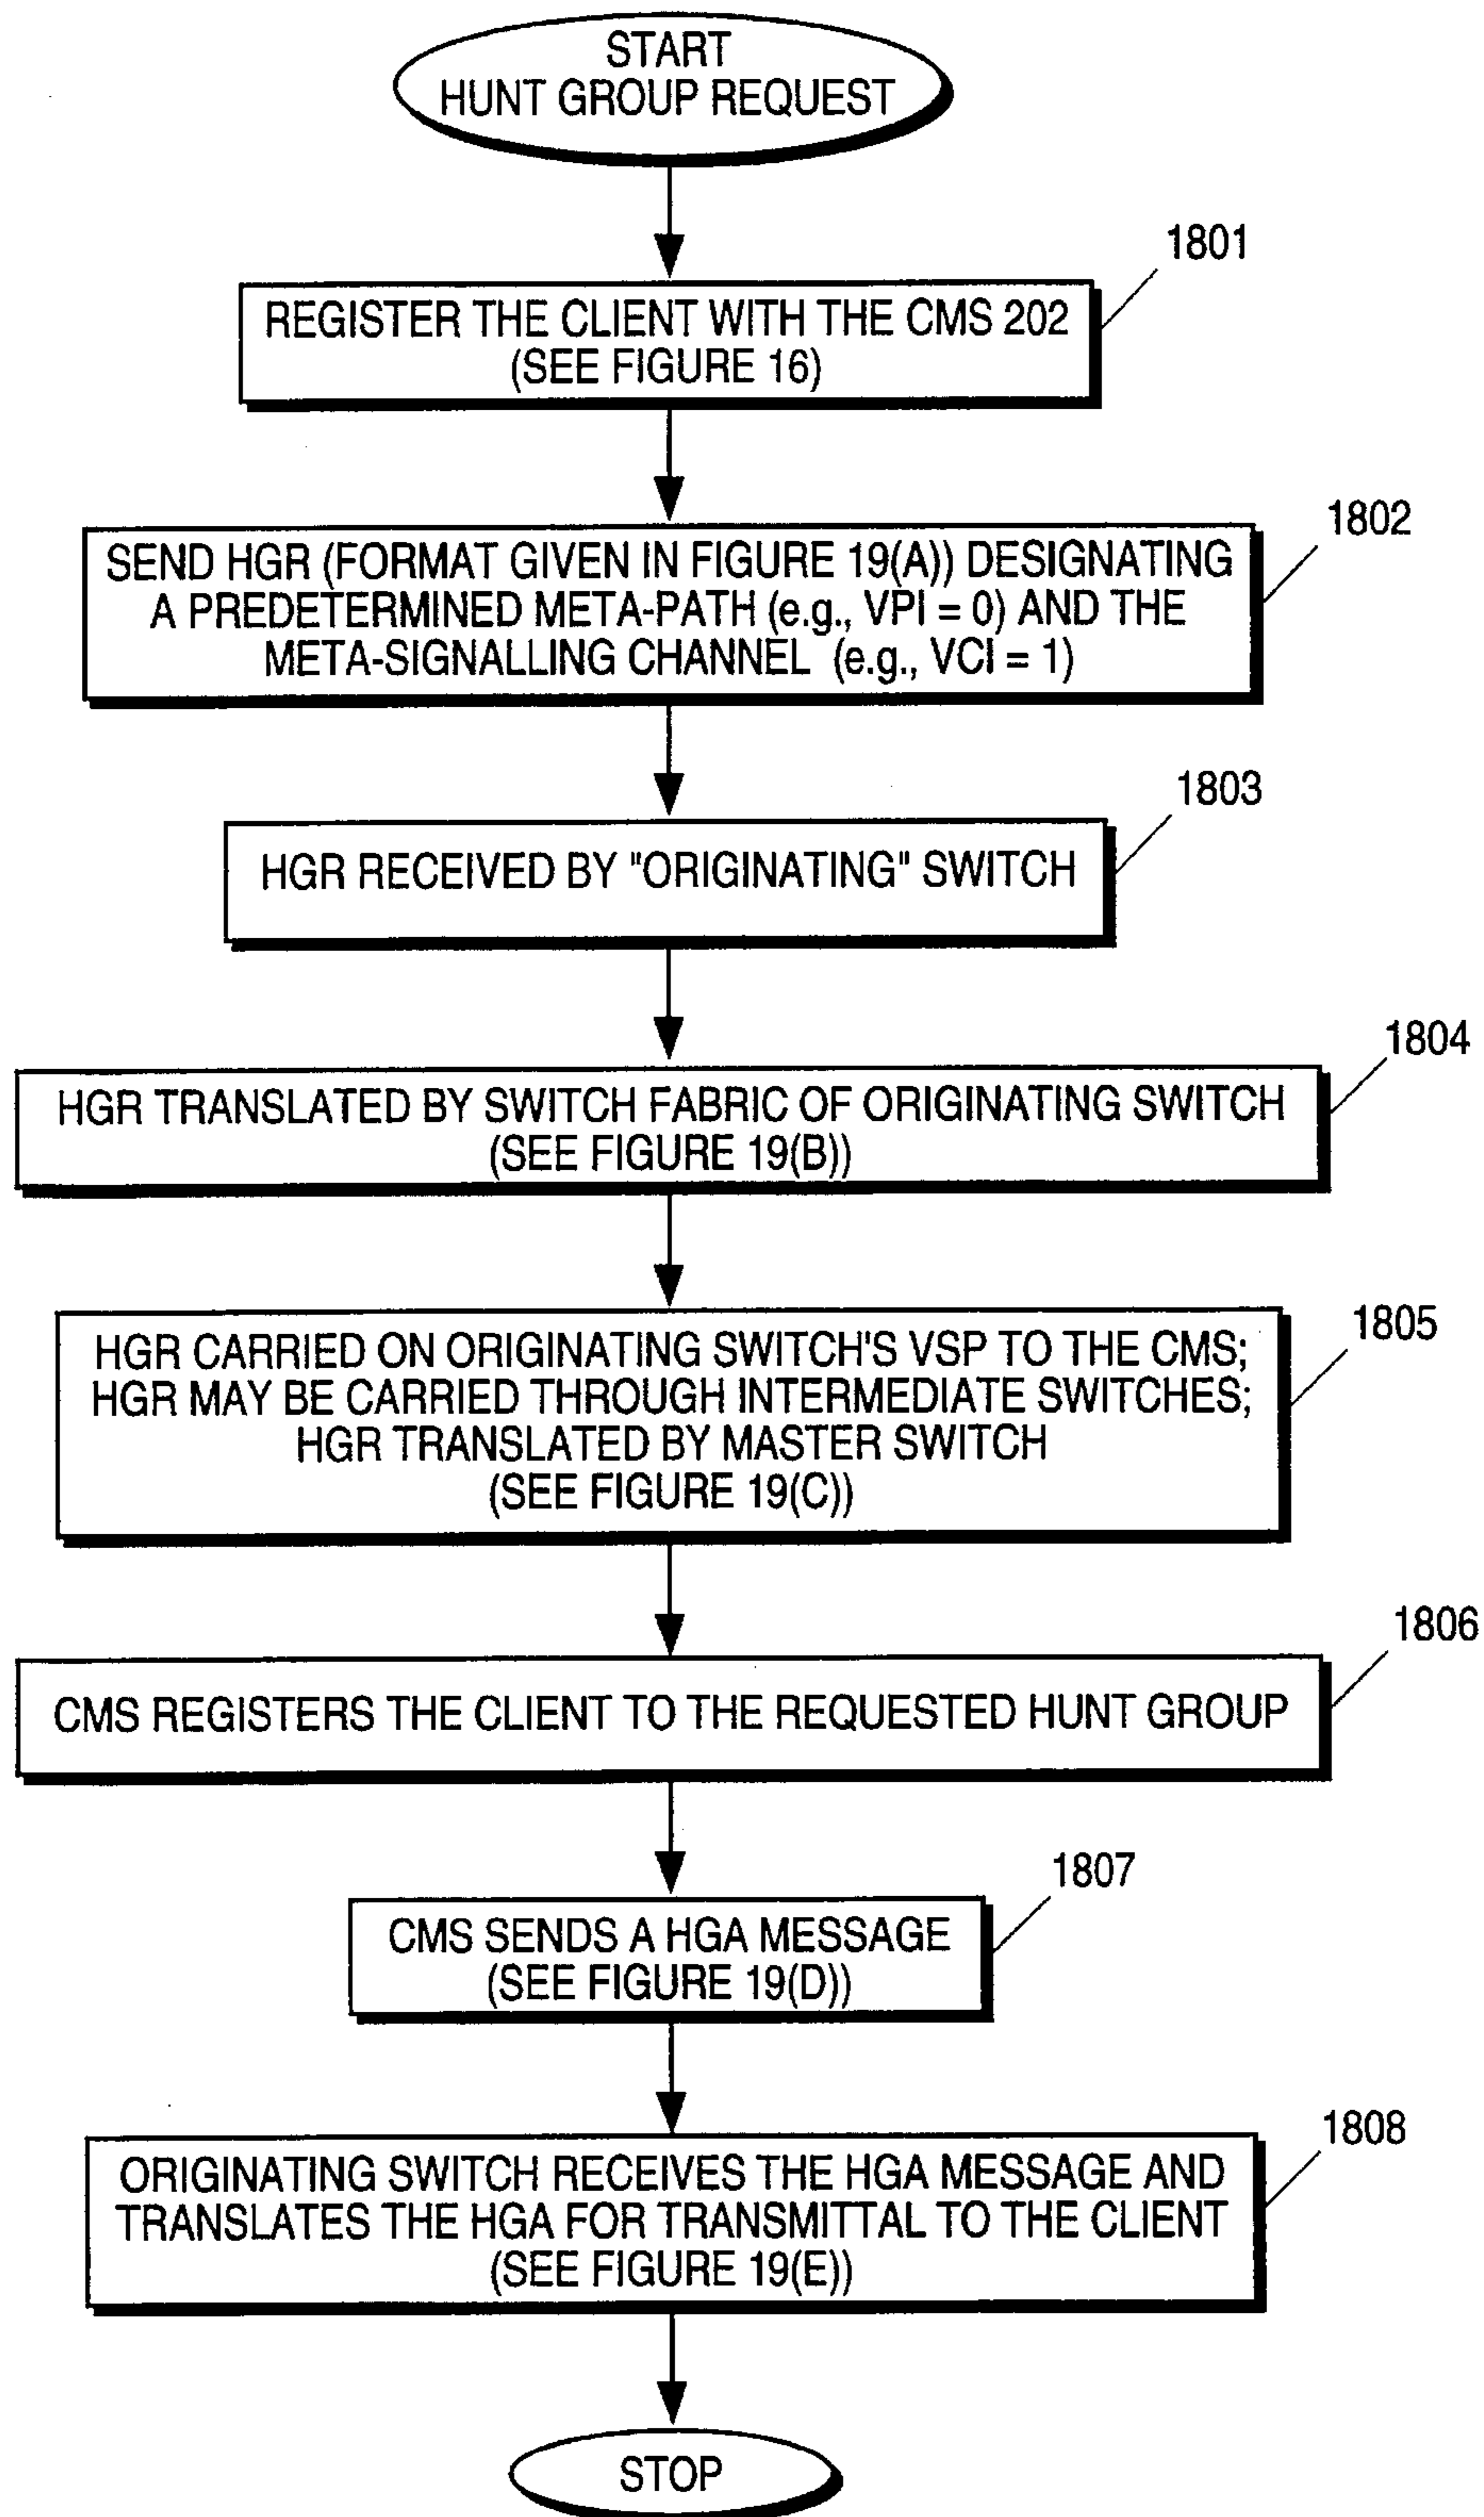 START
HUNT GROUP REQUEST
1801
REGISTER THE CLIENT WITH THE CMS 202
(SEE FIGURE 16)
1802
SEND HGR (FORMAT GIVEN IN FIGURE 19(A)) DESIGNATING
A PREDETERMINED META-PATH (e.g., VPI = 0) AND THE
META-SIGNALLING CHANNEL (e.g., VCI = 1)
1803
HGR RECEIVED BY "ORIGINATING" SWITCH
1804
HGR TRANSLATED BY SWITCH FABRIC OF ORIGINATING SWITCH
(SEE FIGURE 19(B))
1805
HGR CARRIED ON ORIGINATING SWITCH'S VSP TO THE CMS;
HGR MAY BE CARRIED THROUGH INTERMEDIATE SWITCHES;
HGR TRANSLATED BY MASTER SWITCH
(SEE FIGURE 19(C))
1806
CMS REGISTERS THE CLIENT TO THE REQUESTED HUNT GROUP
1807
CMS SENDS A HGA MESSAGE
(SEE FIGURE 19(D))
1808
ORIGINATING SWITCH RECEIVES THE HGA MESSAGE AND
TRANSLATES THE HGA FOR TRANSMITTAL TO THE CLIENT
(SEE FIGURE 19(E))
STOP